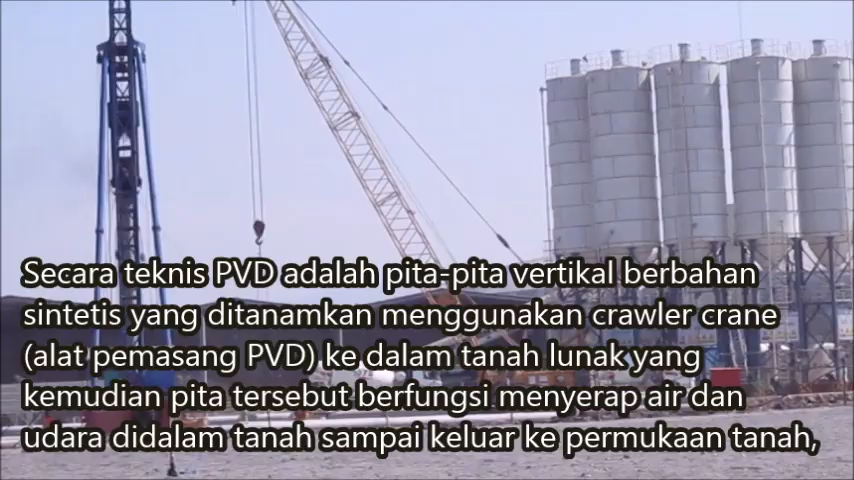 Secara teknis PVD adalah pita-pita vertikal berbahan
sintetis yang ditanamkan menggunakan crawler crane
(alat pemasang PVD) ke dalam tanah lunak yang
kemudian pita tersebut berfungsi menyerap air dan
udara didalam tanah sampai keluar ke permukaan tanah,